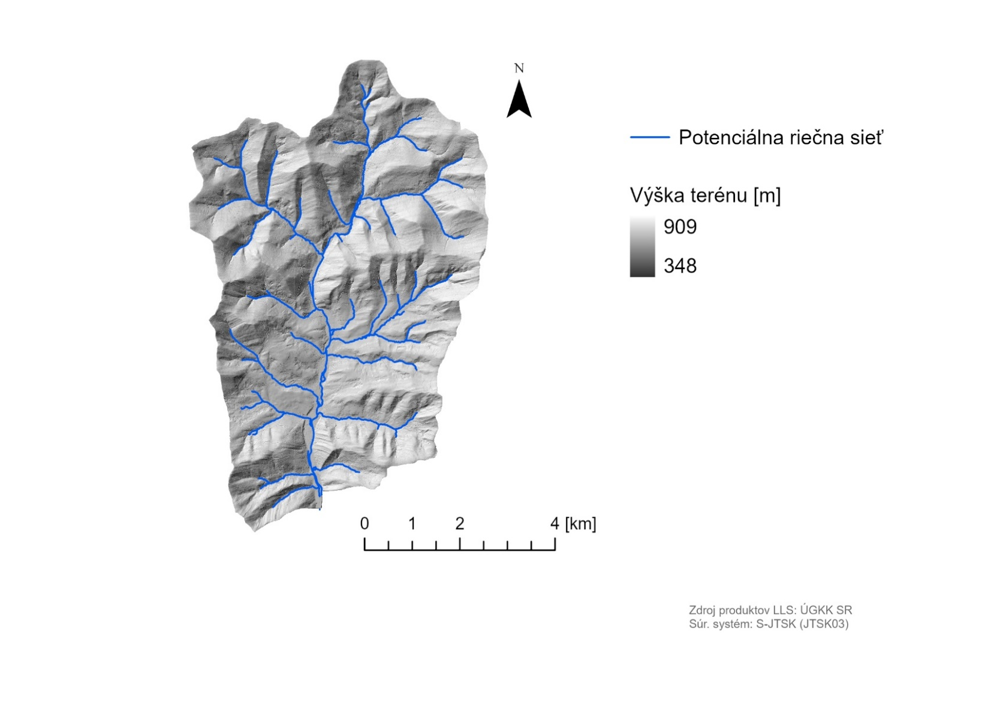 N
Potenciálna riečna sieť
Výška terénu [m]
909
348
0 1 2 4 [km]
Zdroj produktov LLS: ÚGKK SR
Súr. systém: S-JTSK (JTSK03)